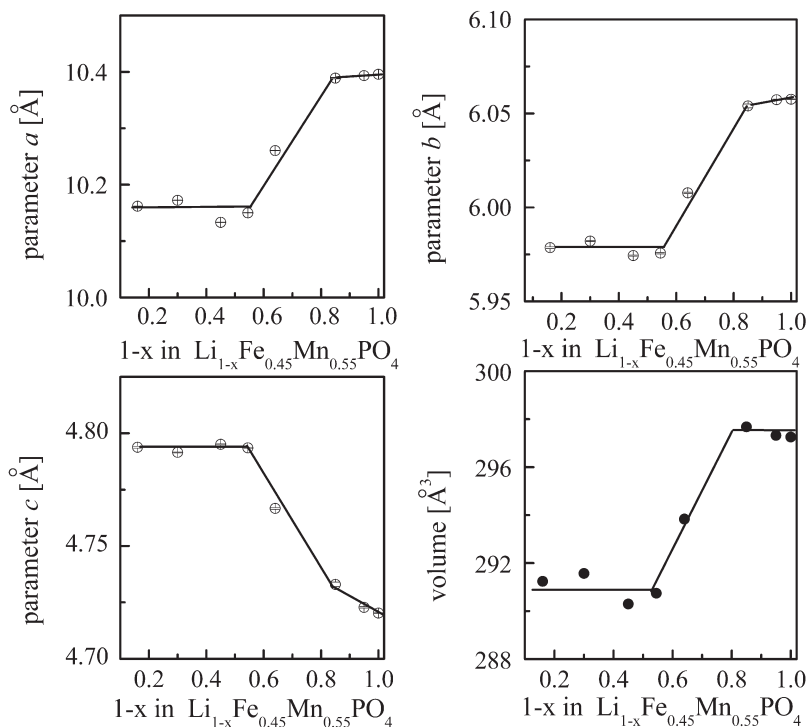 10.4
10.2
10.0
parameter a [Å]
0.2 0.4 0.6 0.8 1.0
1-x in Li1-xFe0.45Mn0.55PO4
6.10
6.05
6.00
5.95
parameter b [Å]
0.2 0.4 0.6 0.8 1.0
1-x in Li1-xFe0.45Mn0.55PO4
4.80
4.75
4.70
parameter c [Å]
0.2 0.4 0.6 0.8 1.0
1-x in Li1-xFe0.45Mn0.55PO4
300
296
291
288
volume [Å3]
0.2 0.4 0.6 0.8 1.0
1-x in Li1-xFe0.45Mn0.55PO4